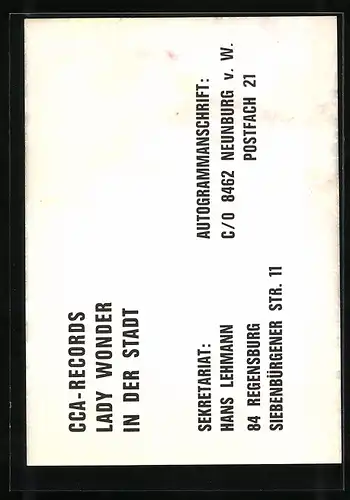 CCA-RECORDS
LADY WONDER
IN DER STADT
SEKRETARIAT:
HANS LEHMANN
84 REGENSBURG
SIEBENBÜRGENER STR. 11
AUTOGRAMMANSCHRIFT:
C/O 8462 NEUNBURG v. W.
POSTFACH 21